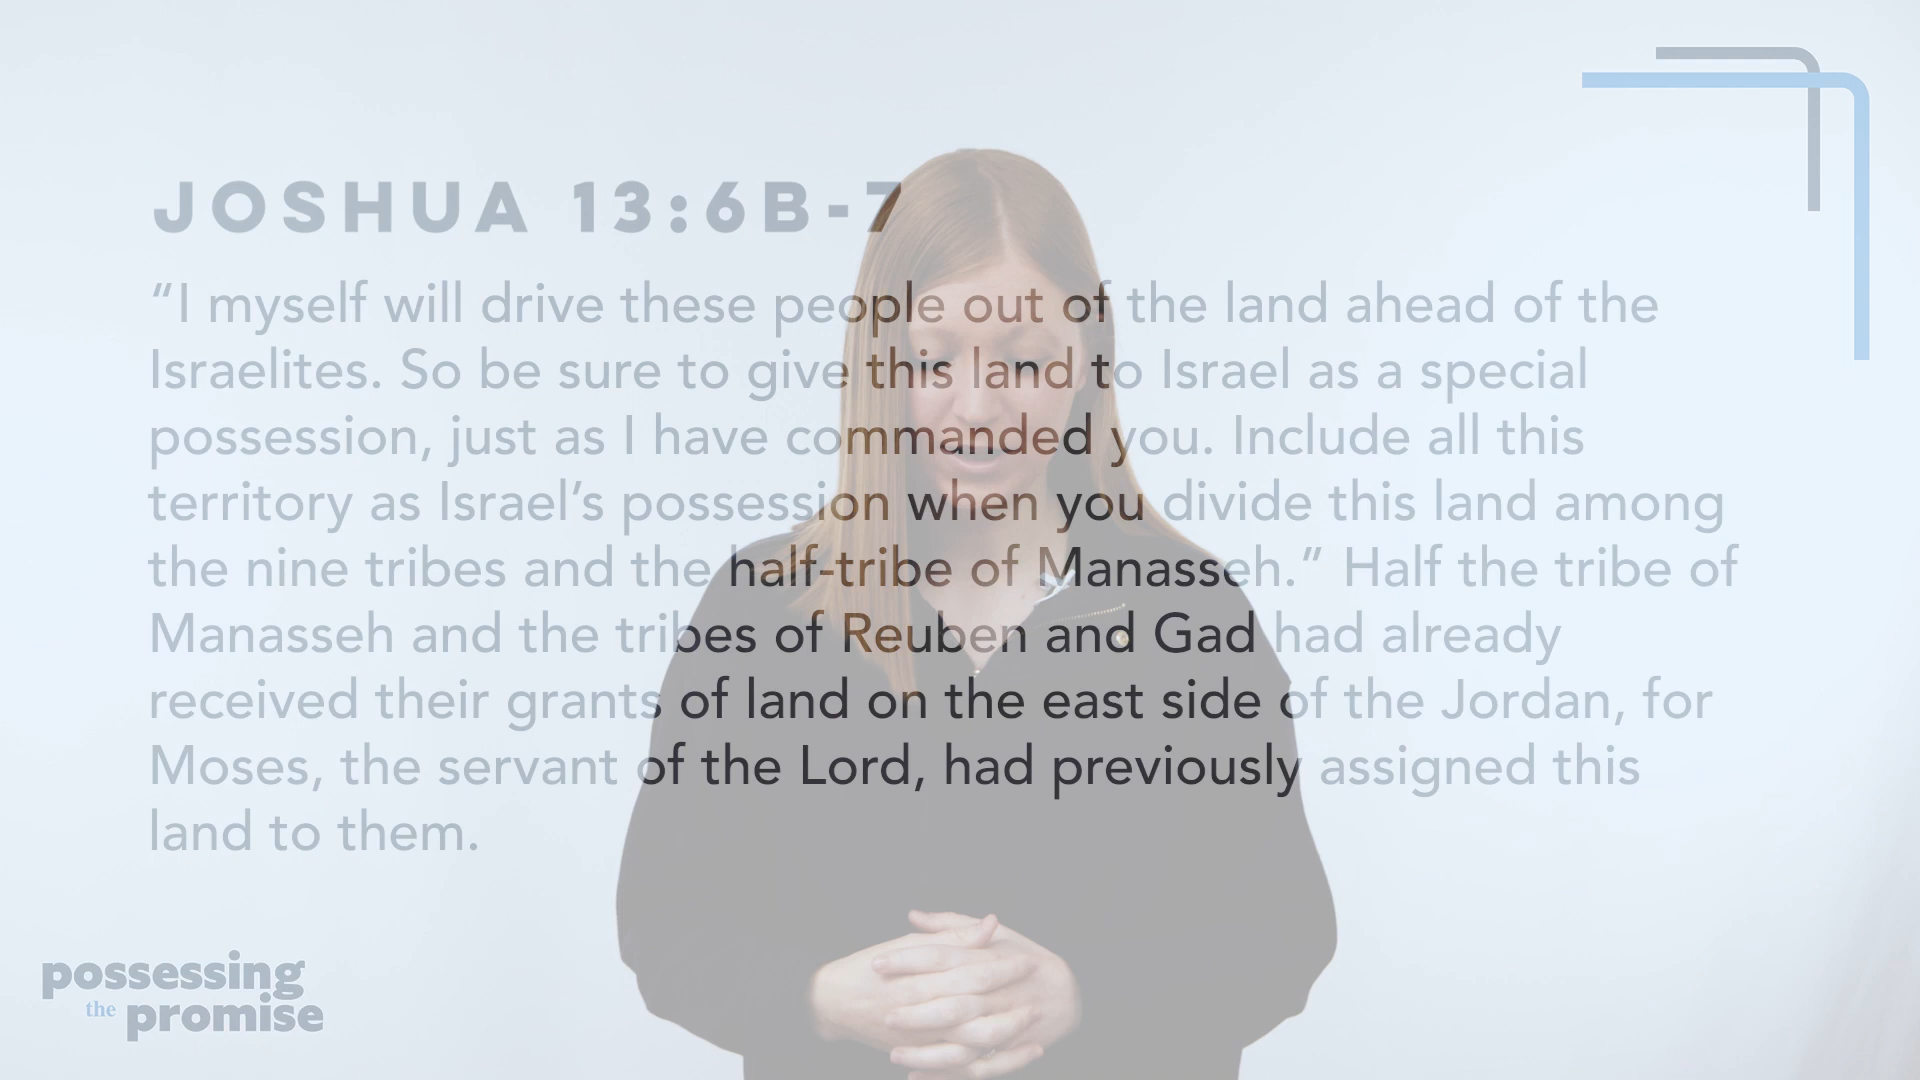 JOSHUA 13:6B-7
“I myself will drive these people out of the land ahead of the
Israelites. So be sure to give this land to Israel as a special
possession, just as I have commanded you. Include all this
territory as Israel’s possession when you divide this land among
the nine tribes and the half-tribe of Manasseh.” Half the tribe of
Manasseh and the tribes of Reuben and Gad had already
received their grants of land on the east side of the Jordan, for
Moses, the servant of the Lord, had previously assigned this
land to them.
possessing
the promise